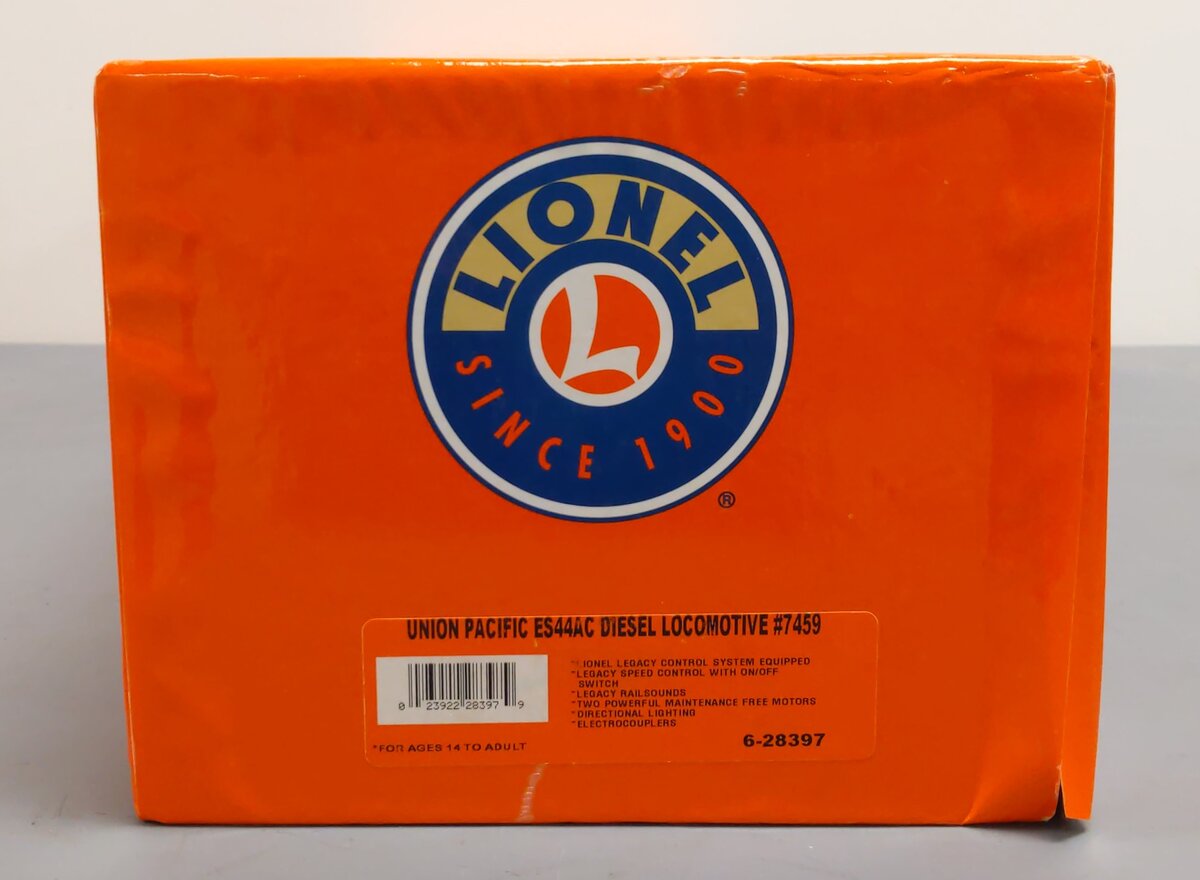 LIONEL
SINCE 1900
®
UNION PACIFIC ES44AC DIESEL LOCOMOTIVE #7459
*LIONEL LEGACY CONTROL SYSTEM EQUIPPED
*LEGACY SPEED CONTROL WITH ON/OFF
SWITCH
*LEGACY RAILSOUNDS
*TWO POWERFUL MAINTENANCE FREE MOTORS
*DIRECTIONAL LIGHTING
*ELECTROCOUPLERS
0 23922 28397 9
*FOR AGES 14 TO ADULT
6-28397